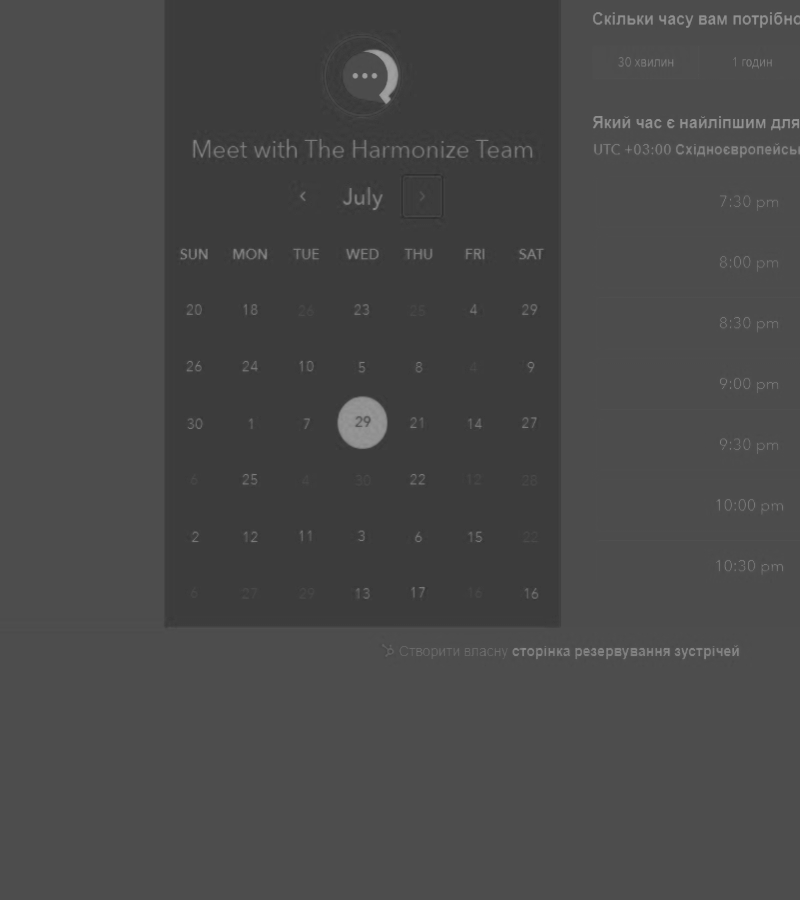 Meet with The Harmonize Team
July
SUN MON TUE WED THU FRI SAT
20 18 26 23 4 29
26 24 10 5 8 4 9
30 1 7 29 21 14 27
6 25 4 30 22 12
2 12 11 3 6 15 22
27 29 13 17 16 16
Скільки часу вам потрібно
30 хвилин 1 годин
Який час є найліпшим для
UTC +03:00 Східноєвропейсь
7:30 pm
8:00 pm
8:30 pm
9:00 pm
9:30 pm
10:00 pm
10:30 pm
Створити власну сторінка резервування зустрічей